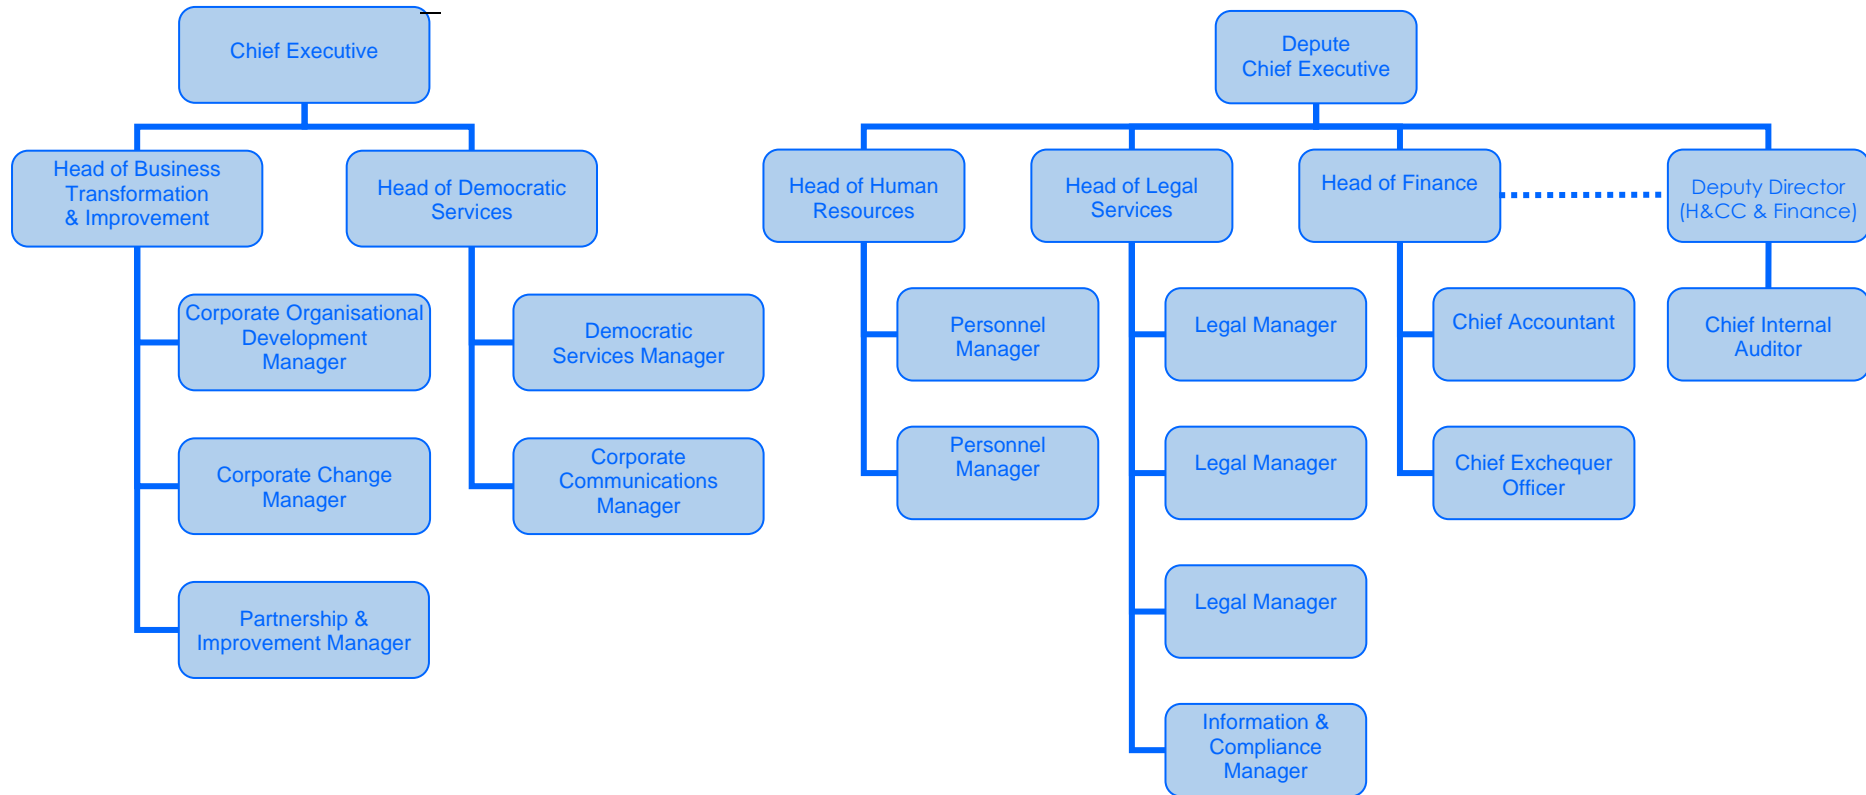 Chief Executive
Depute
Chief Executive
Head of Business
Transformation
& Improvement
Head of Democratic
Services
Head of Human
Resources
Head of Legal
Services
Head of Finance
Deputy Director
(H&CC & Finance)
Corporate Organisational
Development
Manager
Democratic
Services Manager
Personnel
Manager
Legal Manager
Chief Accountant
Chief Internal
Auditor
Corporate Change
Manager
Corporate
Communications
Manager
Personnel
Manager
Legal Manager
Chief Exchequer
Officer
Partnership &
Improvement Manager
Legal Manager
Information &
Compliance
Manager